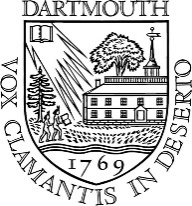 DARTMOUTH
VOX CLAMANTIS IN DESERTO
1769